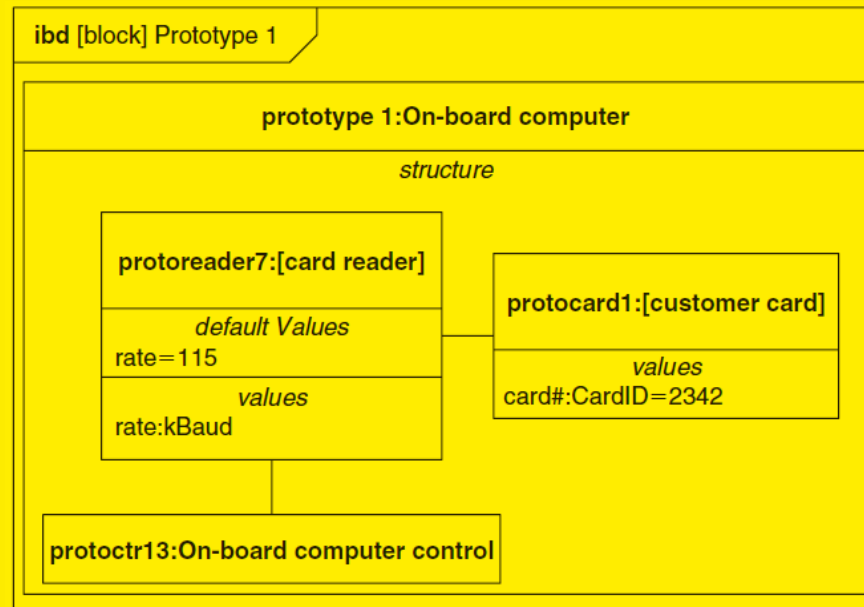 ibd [block] Prototype 1
prototype 1:On-board computer
structure
protoreader7:[card reader]
default Values
rate=115
values
rate:kBaud
protocard1:[customer card]
values
card#:CardID=2342
protoctr13:On-board computer control